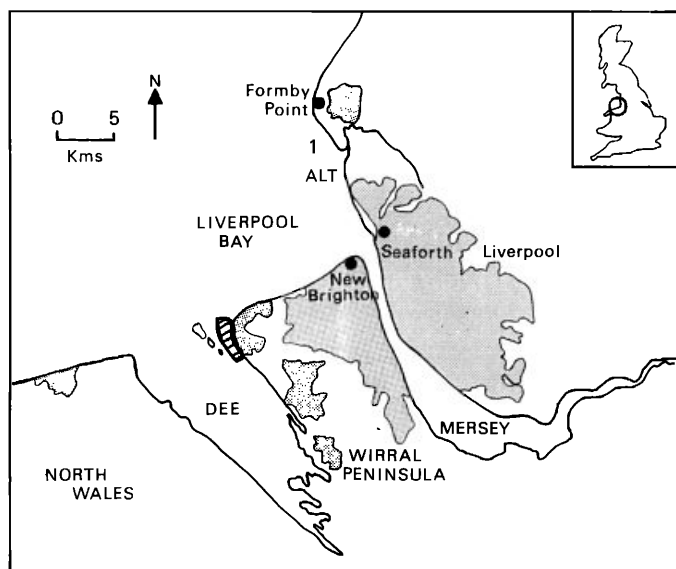 N
Formby
Point
0 5
Kms
1
ALT
LIVERPOOL
BAY
Seaforth
Liverpool
New
Brighton
DEE
MERSEY
WIRRAL
PENINSULA
NORTH
WALES